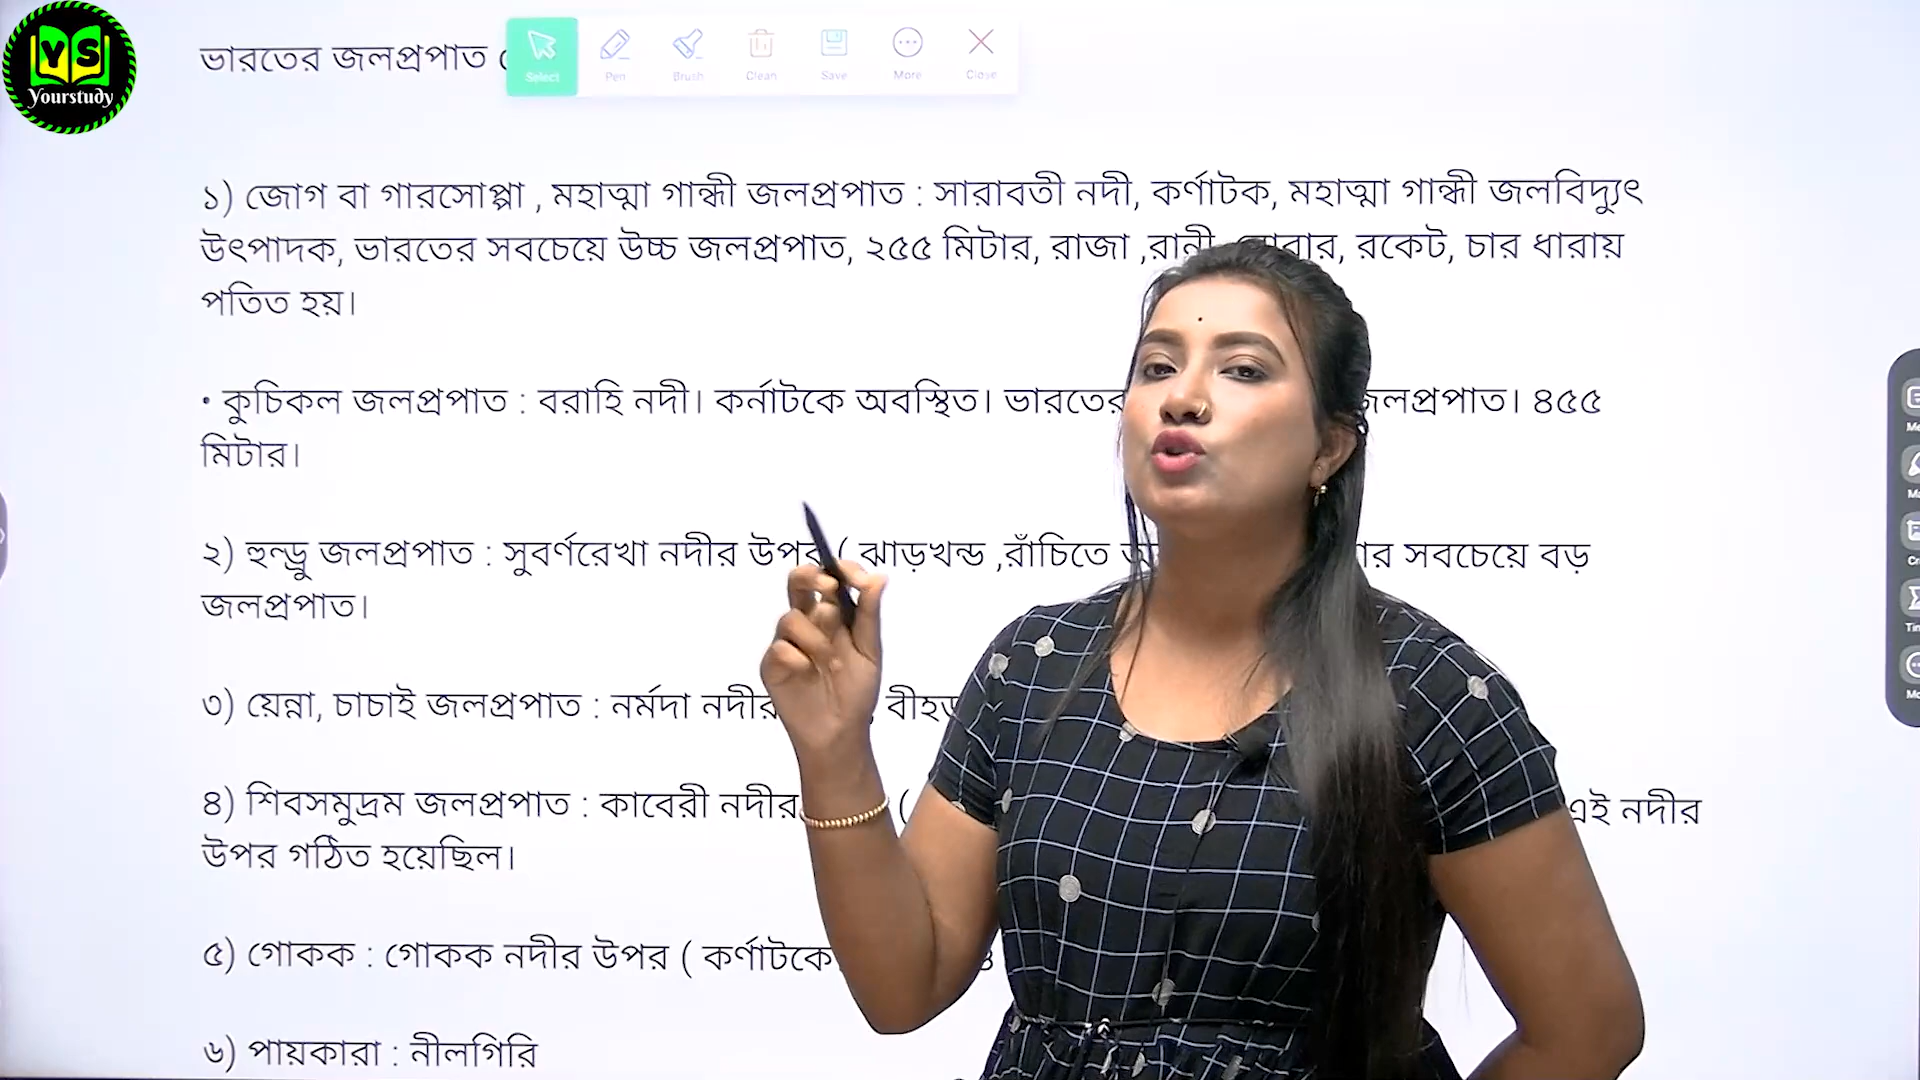 YS
Yourstudy
ভারতের জলপ্রপাত
Select
Pen
Brush
Clean
Save
More
Close
১) জোগ বা গারসোপ্পা , মহাত্মা গান্ধী জলপ্রপাত : সারাবতী নদী, কর্ণাটক, মহাত্মা গান্ধী জলবিদ্যুৎ
উৎপাদক, ভারতের সবচেয়ে উচ্চ জলপ্রপাত, ২৫৫ মিটার, রাজা ,রানী, রকেট, চার ধারায়
পতিত হয়।
• কুচিকল জলপ্রপাত : বরাহি নদী। কর্নাটকে অবস্থিত। ভারতের জলপ্রপাত। ৪৫৫
মিটার।
২) হুন্ড্রু জলপ্রপাত : সুবর্ণরেখা নদীর উপর ( ঝাড়খন্ড ,রাঁচিতে সবচেয়ে বড়
জলপ্রপাত।
৩) য়েন্না, চাচাই জলপ্রপাত : নর্মদা নদীর
৪) শিবসমুদ্রম জলপ্রপাত : কাবেরী নদীর ( এই নদীর
উপর গঠিত হয়েছিল।
৫) গোকক : গোকক নদীর উপর ( কর্ণাটকে
৬) পায়কারা : নীলগিরি